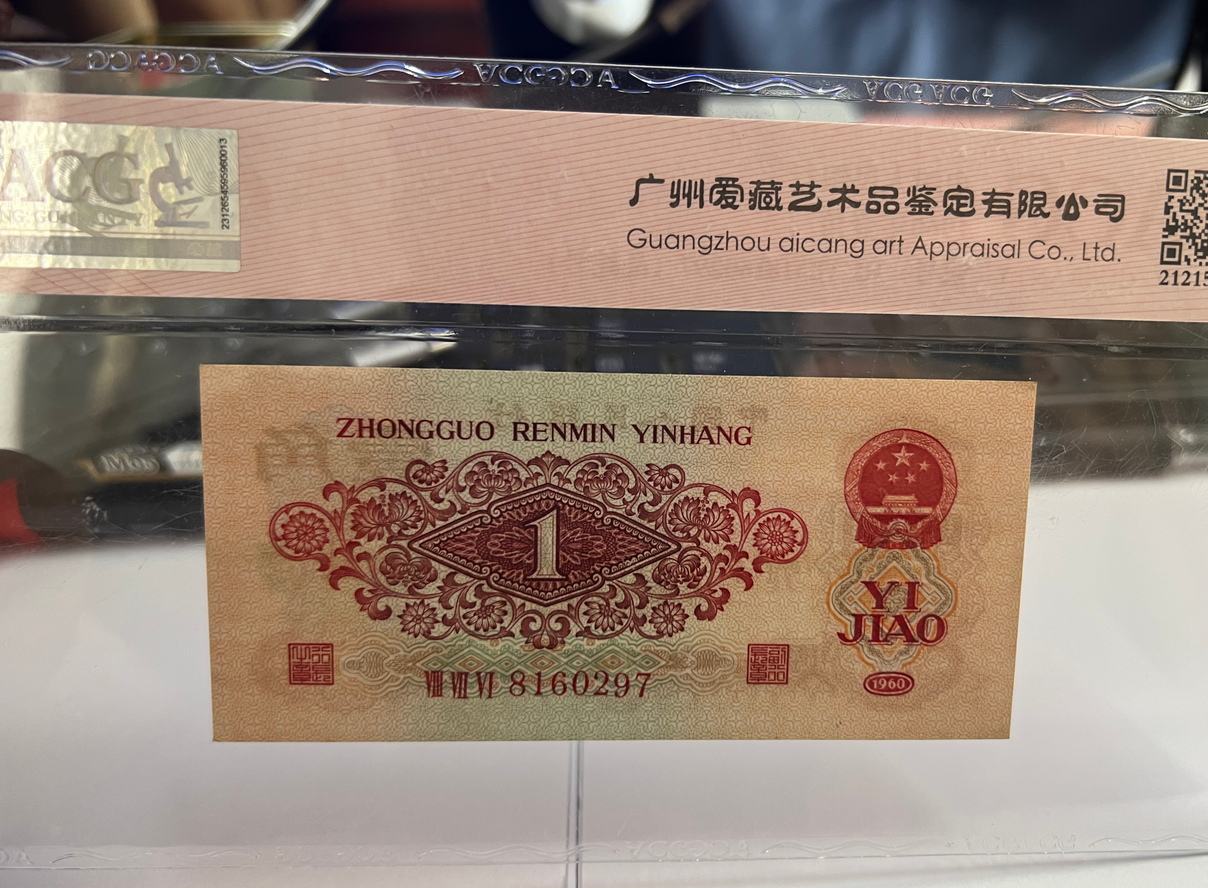 ACG
2312654595960013
广州爱藏艺术品鉴定有限公司
Guangzhou aicang art Appraisal Co., Ltd.
ZHONGGUO RENMIN YINHANG
1
YI
JIAO
VIII VII VI 8160297
1960